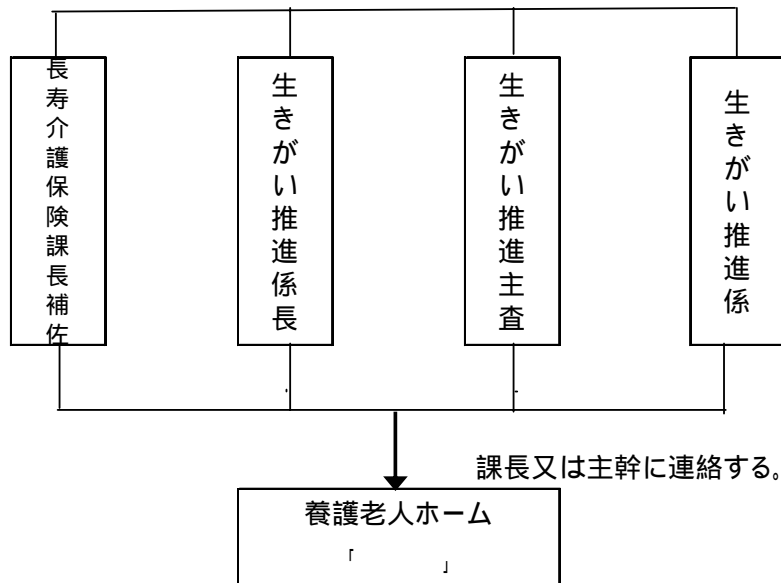 長寿介護保険課長補佐
生きがい推進係長
生きがい推進主査
生きがい推進係
課長又は主幹に連絡する。
養護老人ホーム
「　　　」